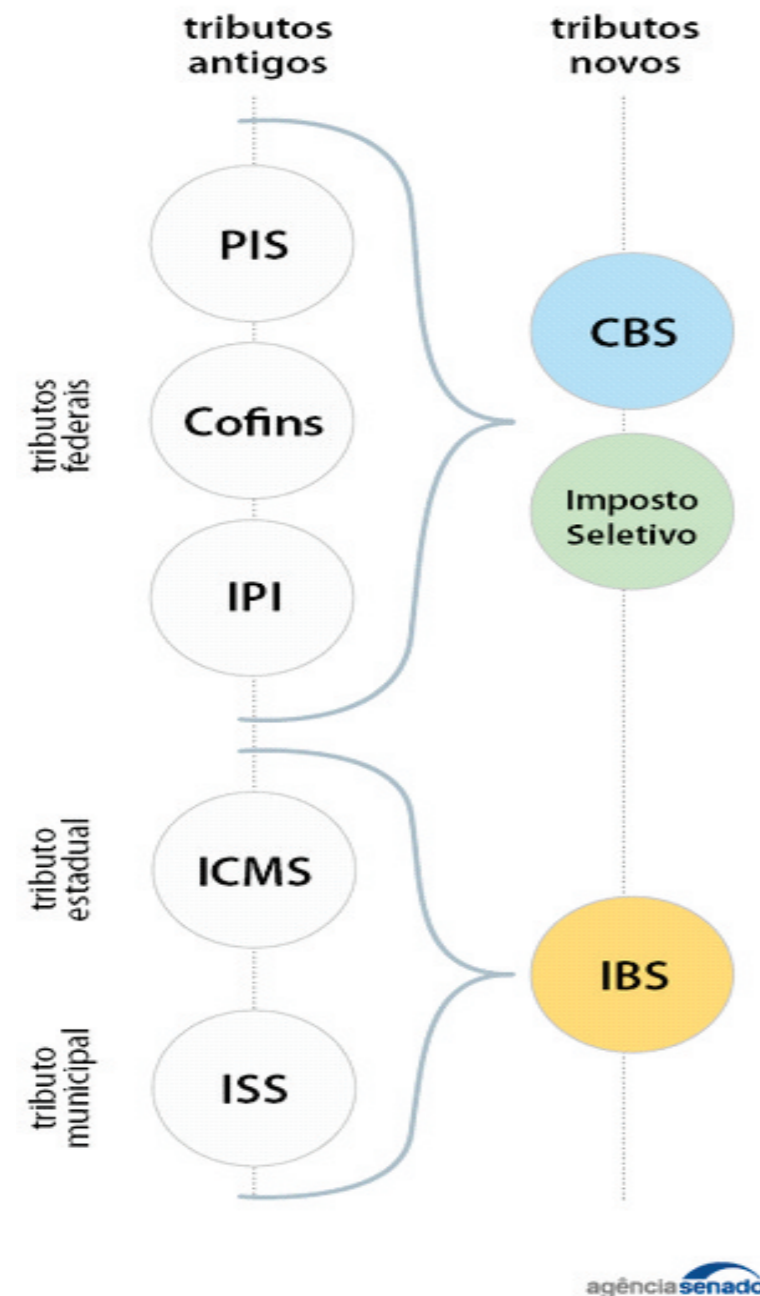 tributos
antigos
tributos
novos
tributos
federais
PIS
Cofins
IPI
CBS
Imposto
Seletivo
tributo
estadual
ICMS
tributo
municipal
ISS
IBS
agênciasenado